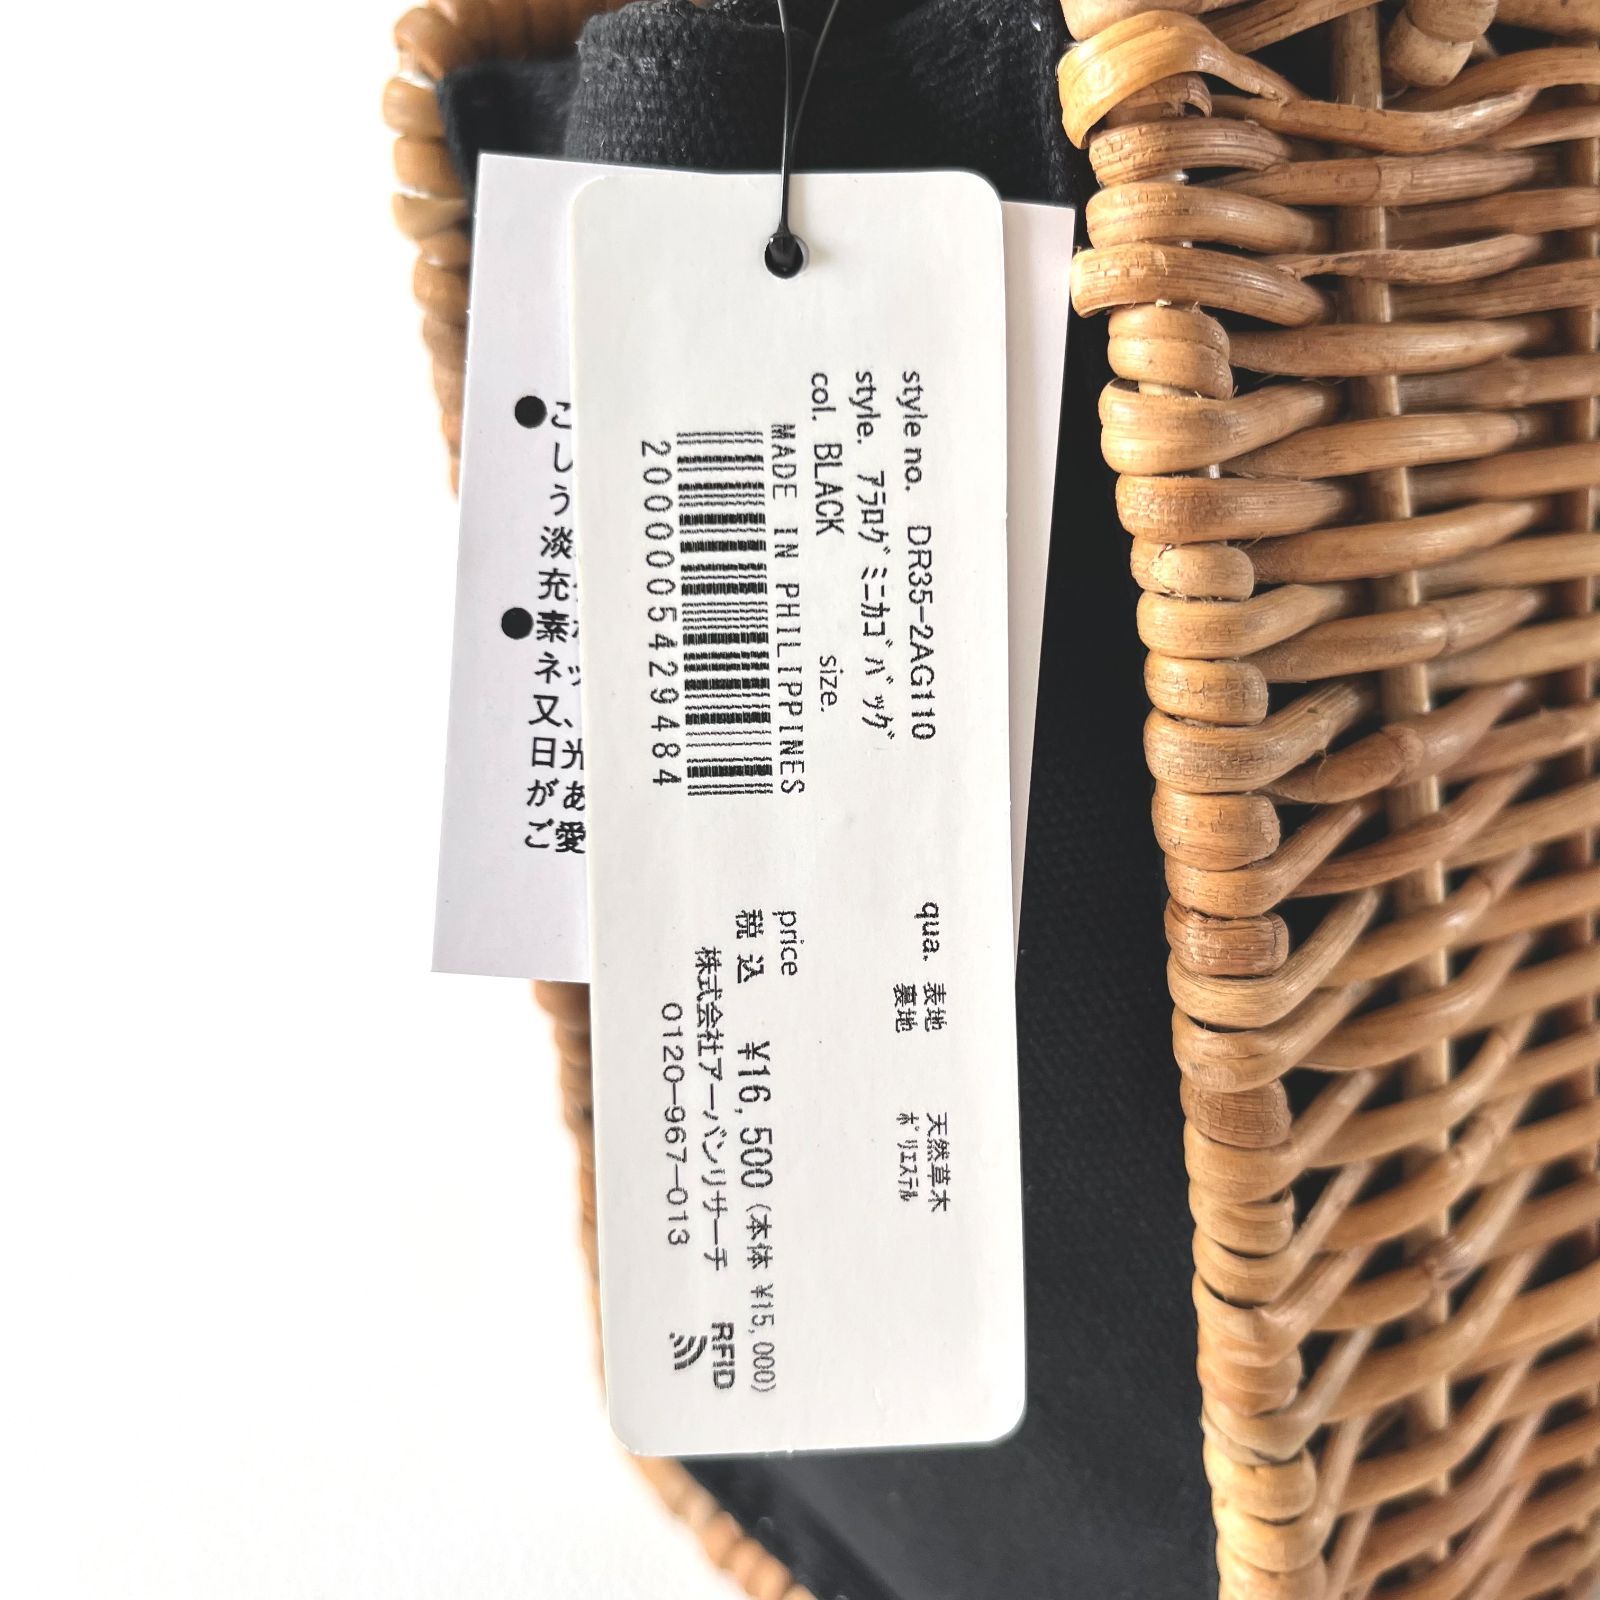 style no. DR35-2AG110
style. ｱﾗﾛｸﾞﾐﾆｶｺﾞﾊﾞｯｸﾞ
col. BLACK size.
MADE IN PHILIPPINES
20000005429484
qua. 表地 天然草木
裏地 ﾎﾟﾘｴｽﾃﾙ
price
税込 ¥16,500 (本体 ¥15,000)
株式会社アーバンリサーチ
0120-967-013
RFID
●こ
し
う
淡
充
●素
ネッ
又、
日光
があ
ご愛